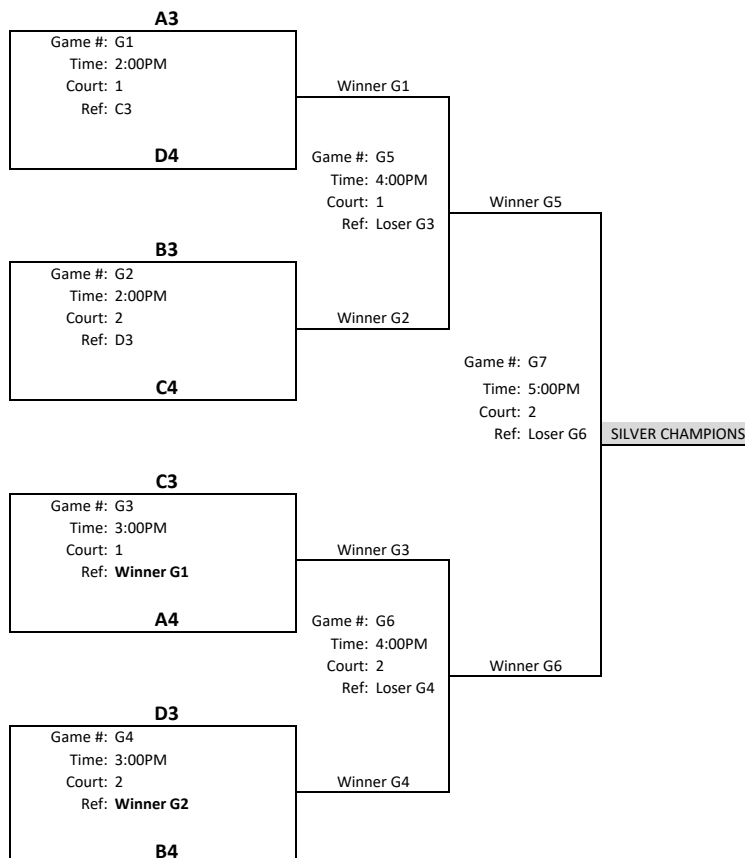 A3
Game #: G1
Time: 2:00PM
Court: 1
Ref: C3
D4
Winner G1
Game #: G5
Time: 4:00PM
Court: 1
Ref: Loser G3
Winner G5
B3
Game #: G2
Time: 2:00PM
Court: 2
Ref: D3
C4
Winner G2
Game #: G7
Time: 5:00PM
Court: 2
Ref: Loser G6
SILVER CHAMPIONS
C3
Game #: G3
Time: 3:00PM
Court: 1
Ref: Winner G1
A4
Winner G3
Game #: G6
Time: 4:00PM
Court: 2
Ref: Loser G4
Winner G6
D3
Game #: G4
Time: 3:00PM
Court: 2
Ref: Winner G2
B4
Winner G4